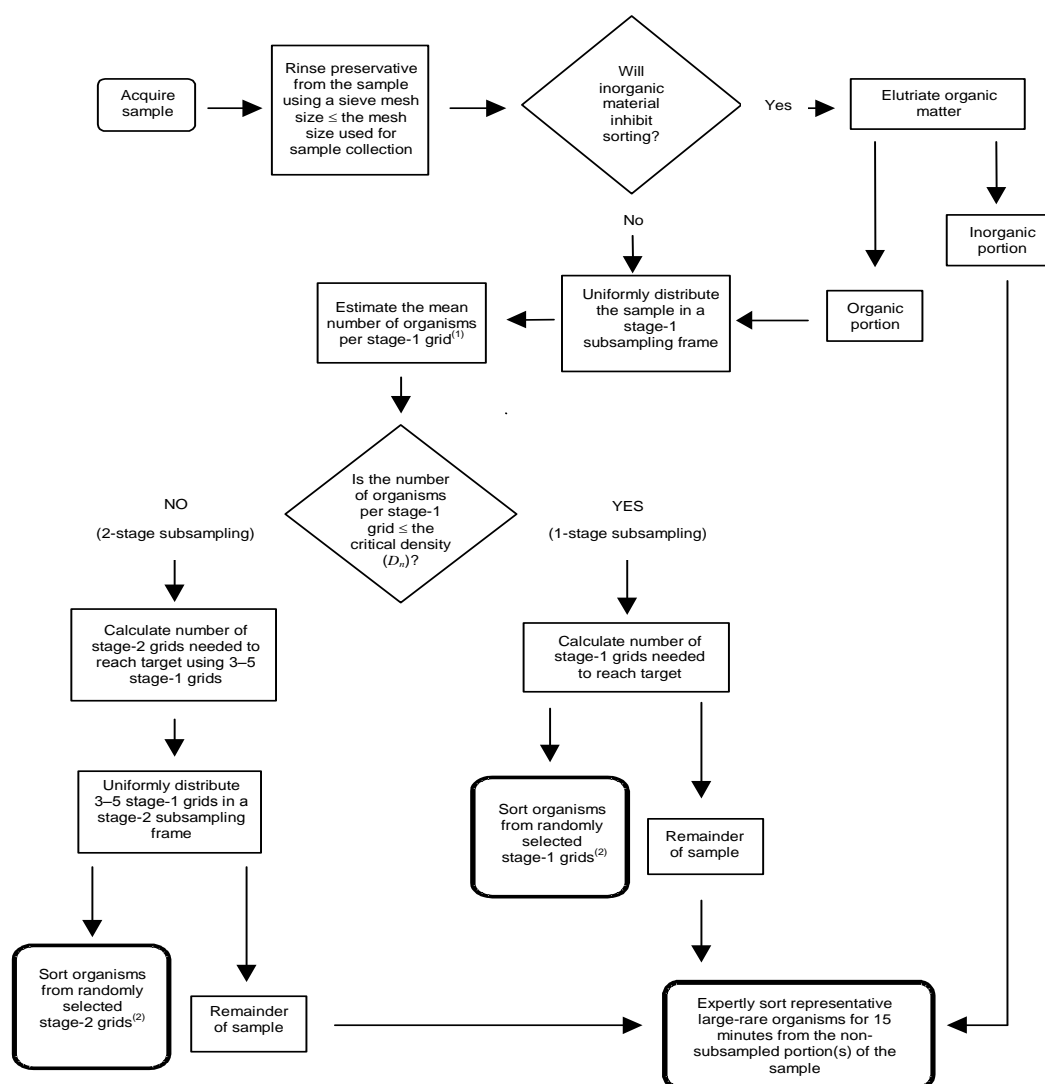 Acquire
sample
Rinse preservative
from the sample
using a sieve mesh
size ≤ the mesh
size used for
sample collection
Will
inorganic
material
inhibit
sorting?
Yes
Elutriate organic
matter
No
Inorganic
portion
Organic
portion
Uniformly distribute
the sample in a
stage-1
subsampling frame
Estimate the mean
number of organisms
per stage-1 grid(1)
Is the number
of organisms
per stage-1
grid ≤ the
critical density
(Dn)?
NO
(2-stage subsampling)
YES
(1-stage subsampling)
Calculate number of
stage-2 grids needed to
reach target using 3–5
stage-1 grids
Calculate number of
stage-1 grids needed
to reach target
Uniformly distribute
3–5 stage-1 grids in a
stage-2 subsampling
frame
Sort organisms
from randomly
selected
stage-1 grids(2)
Remainder
of sample
Sort organisms
from randomly
selected
stage-2 grids(2)
Remainder
of sample
Expertly sort representative
large-rare organisms for 15
minutes from the non-
subsampled portion(s) of the
sample